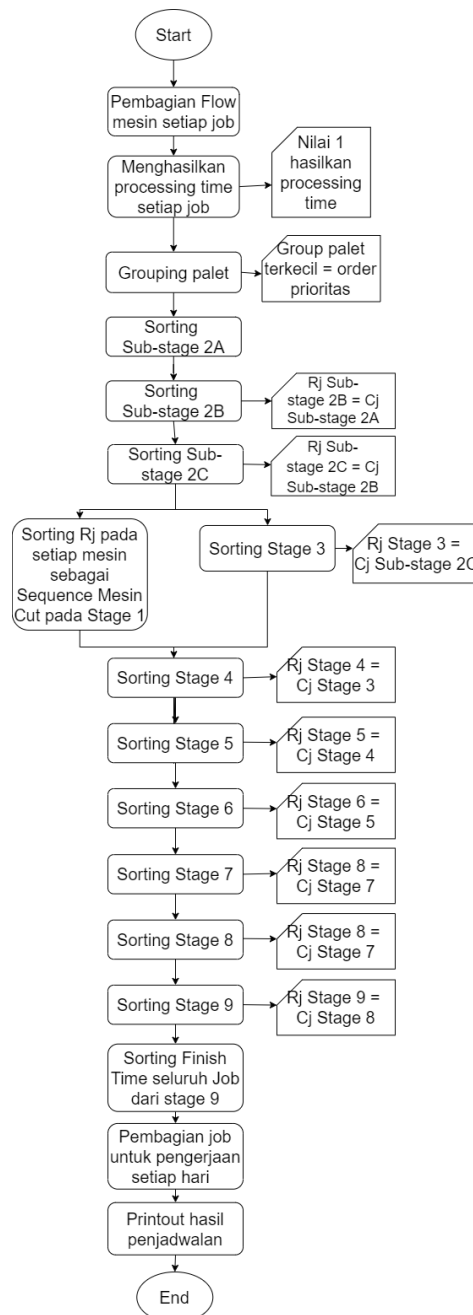 Start
Pembagian Flow
mesin setiap job
Menghasilkan
processing time
setiap job
Nilai 1
hasilkan
processing
time
Grouping palet
Group palet
terkecil = order
prioritas
Sorting
Sub-stage 2A
Sorting
Sub-stage 2B
Rj Sub-
stage 2B = Cj
Sub-stage 2A
Sorting Sub-
stage 2C
Rj Sub-
stage 2C = Cj
Sub-stage 2B
Sorting Rj pada
setiap mesin
sebagai
Sequence Mesin
Cut pada Stage 1
Sorting Stage 3
Rj Stage 3 =
Cj Sub-stage 2C
Sorting Stage 4
Rj Stage 4 =
Cj Stage 3
Sorting Stage 5
Rj Stage 5 =
Cj Stage 4
Sorting Stage 6
Rj Stage 6 =
Cj Stage 5
Sorting Stage 7
Rj Stage 8 =
Cj Stage 7
Sorting Stage 8
Rj Stage 8 =
Cj Stage 7
Sorting Stage 9
Rj Stage 9 =
Cj Stage 8
Sorting Finish
Time seluruh Job
dari stage 9
Pembagian job
untuk pengerjaan
setiap hari
Printout hasil
penjadwalan
End